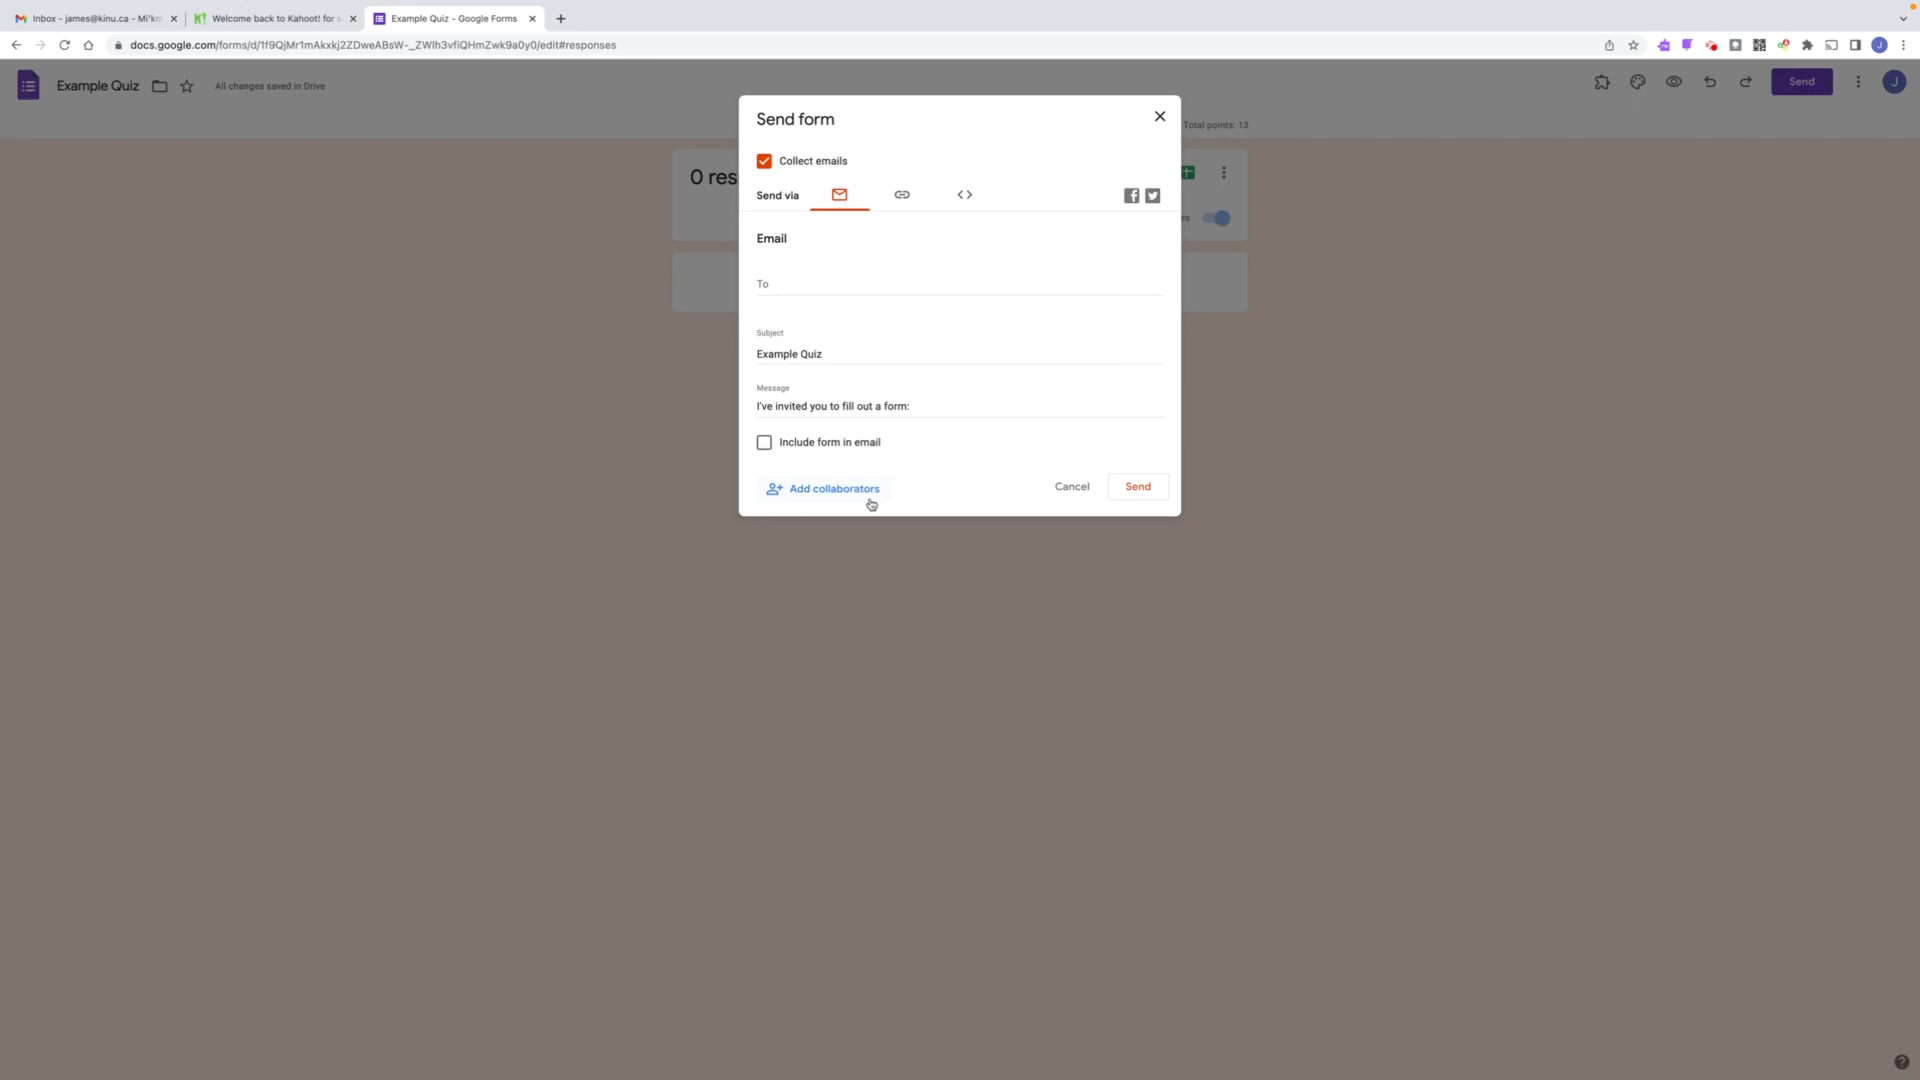 Inbox - james@kinu.ca - Mi'km
Welcome back to Kahoot! for s
Example Quiz - Google Forms
docs.google.com/forms/d/1f9QjMr1mAkxkj2ZDweABsW-_ZWlh3vfiQHmZwk9a0y0/edit#responses
Example Quiz
All changes saved in Drive
Send
J
Send form
Total points: 13
Collect emails
0 res
Send via
es
Email
To
Subject
Example Quiz
Message
I've invited you to fill out a form:
Include form in email
Add collaborators
Cancel
Send